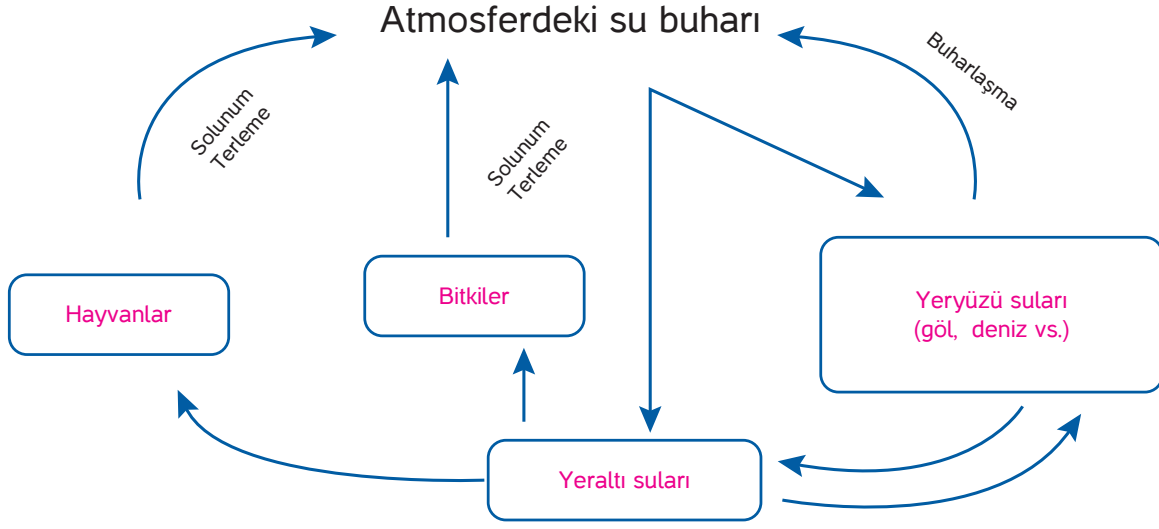 Atmosferdeki su buharı
Solunum
Terleme
Solunum
Terleme
Buharlaşma
Hayvanlar
Bitkiler
Yeryüzü suları
(göl, deniz vs.)
Yeraltı suları